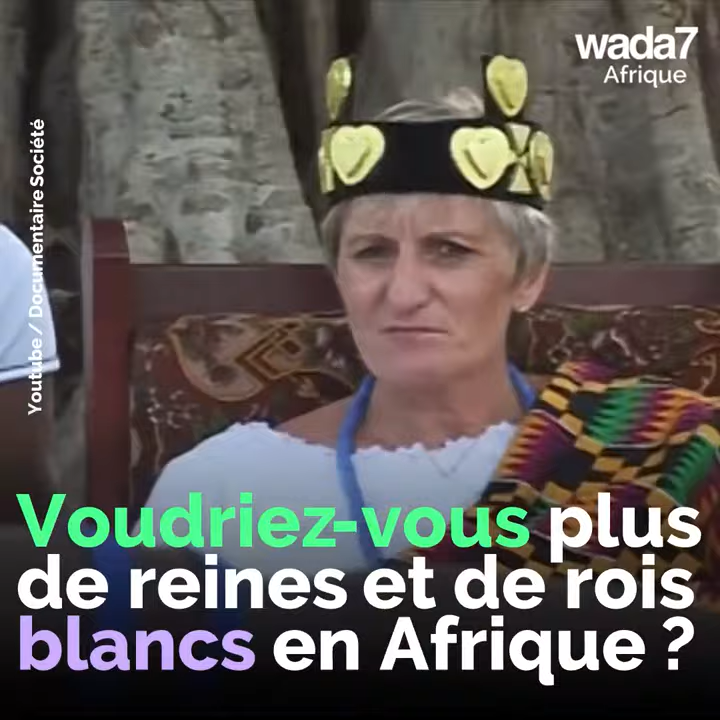 wada7
Afrique
Youtube / Documentaire Société
Voudriez-vous plus
de reines et de rois
blancs en Afrique ?